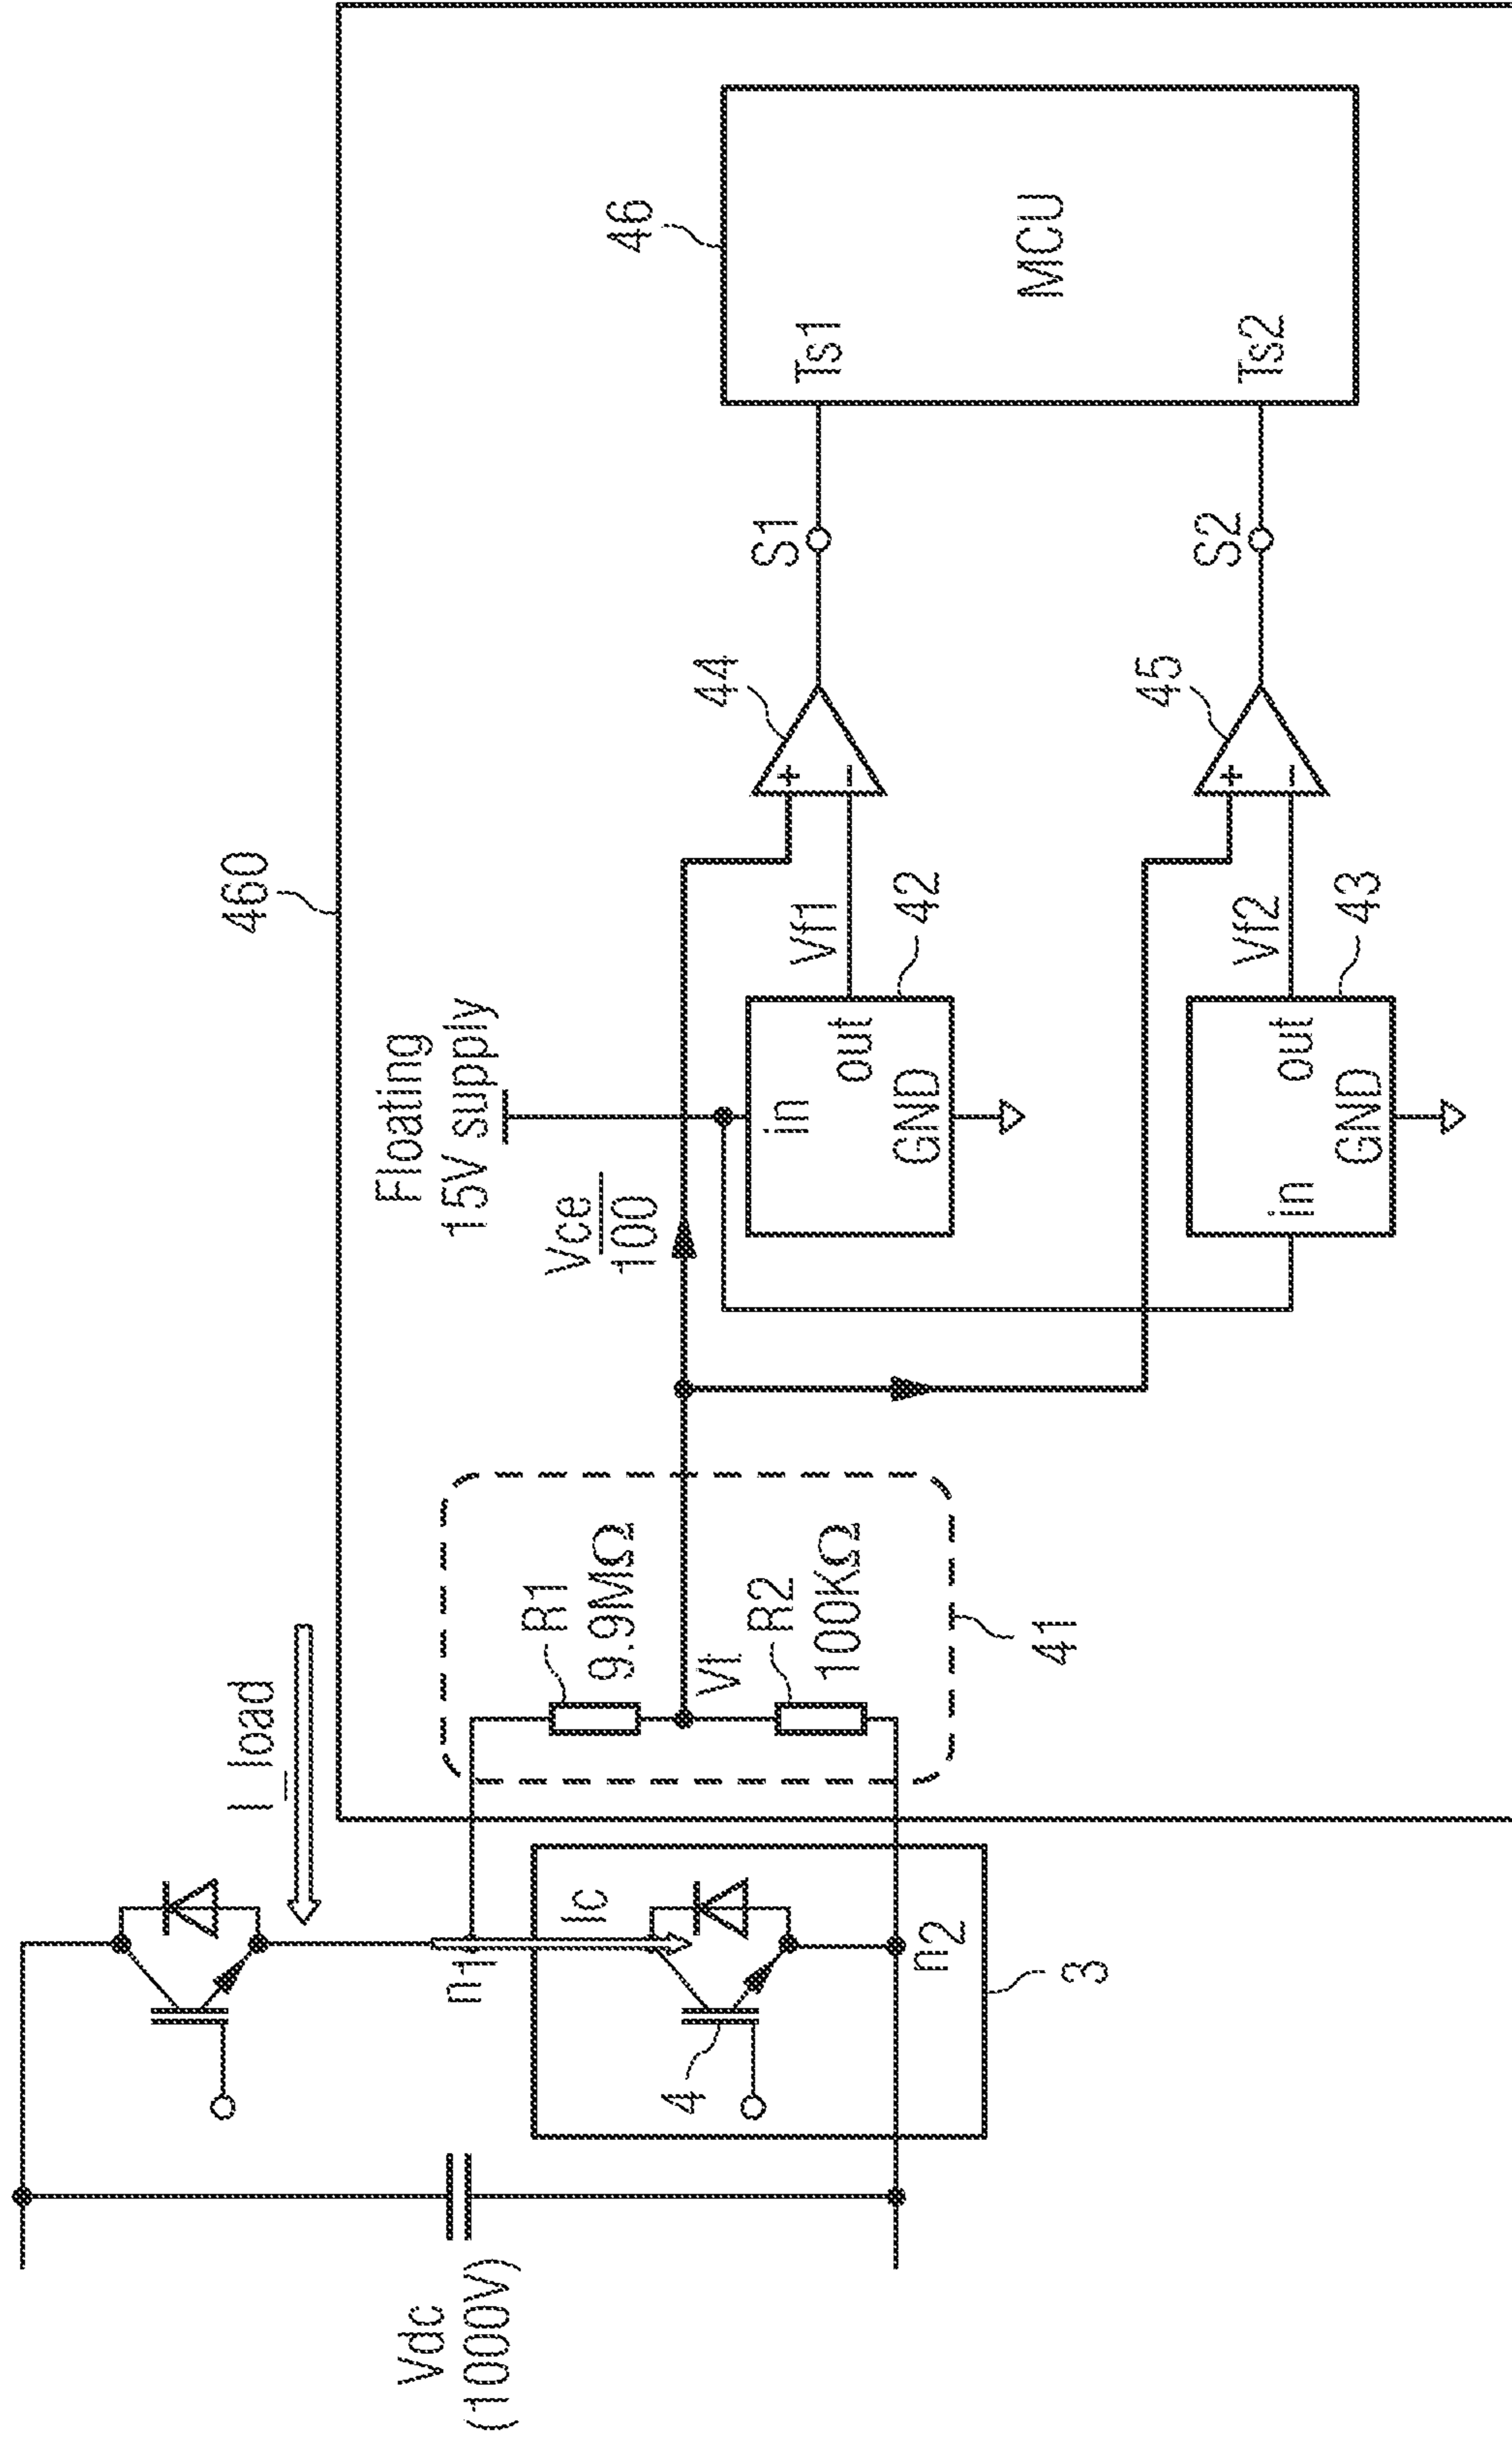 460
I_load
Floating
15V supply
46
Vdc
(1000V)
n1
Ic
R1
9.9MΩ
Vce
100
44
S1
Ts1
MCU
4
Vt
R2
100KΩ
in
out
GND
Vf1
42
+
−
n2
3
41
45
S2
Ts2
in
out
GND
Vf2
43
+
−